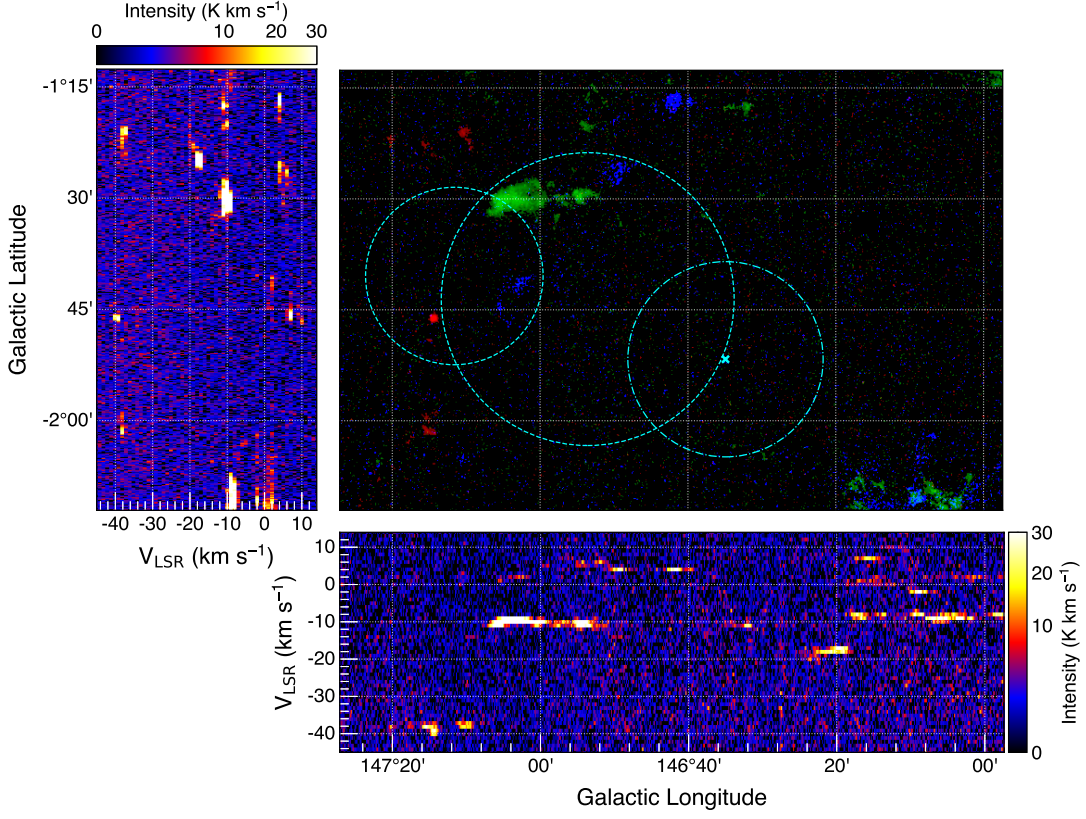 Intensity (K km s⁻¹)
0 10 20 30
-1°15'
30'
45'
-2°00'
Galactic Latitude
-40 -30 -20 -10 0 10
V_LSR (km s⁻¹)
10
0
-10
-20
-30
-40
V_LSR (km s⁻¹)
30
20
10
0
Intensity (K km s⁻¹)
147°20' 00' 146°40' 20' 00'
Galactic Longitude